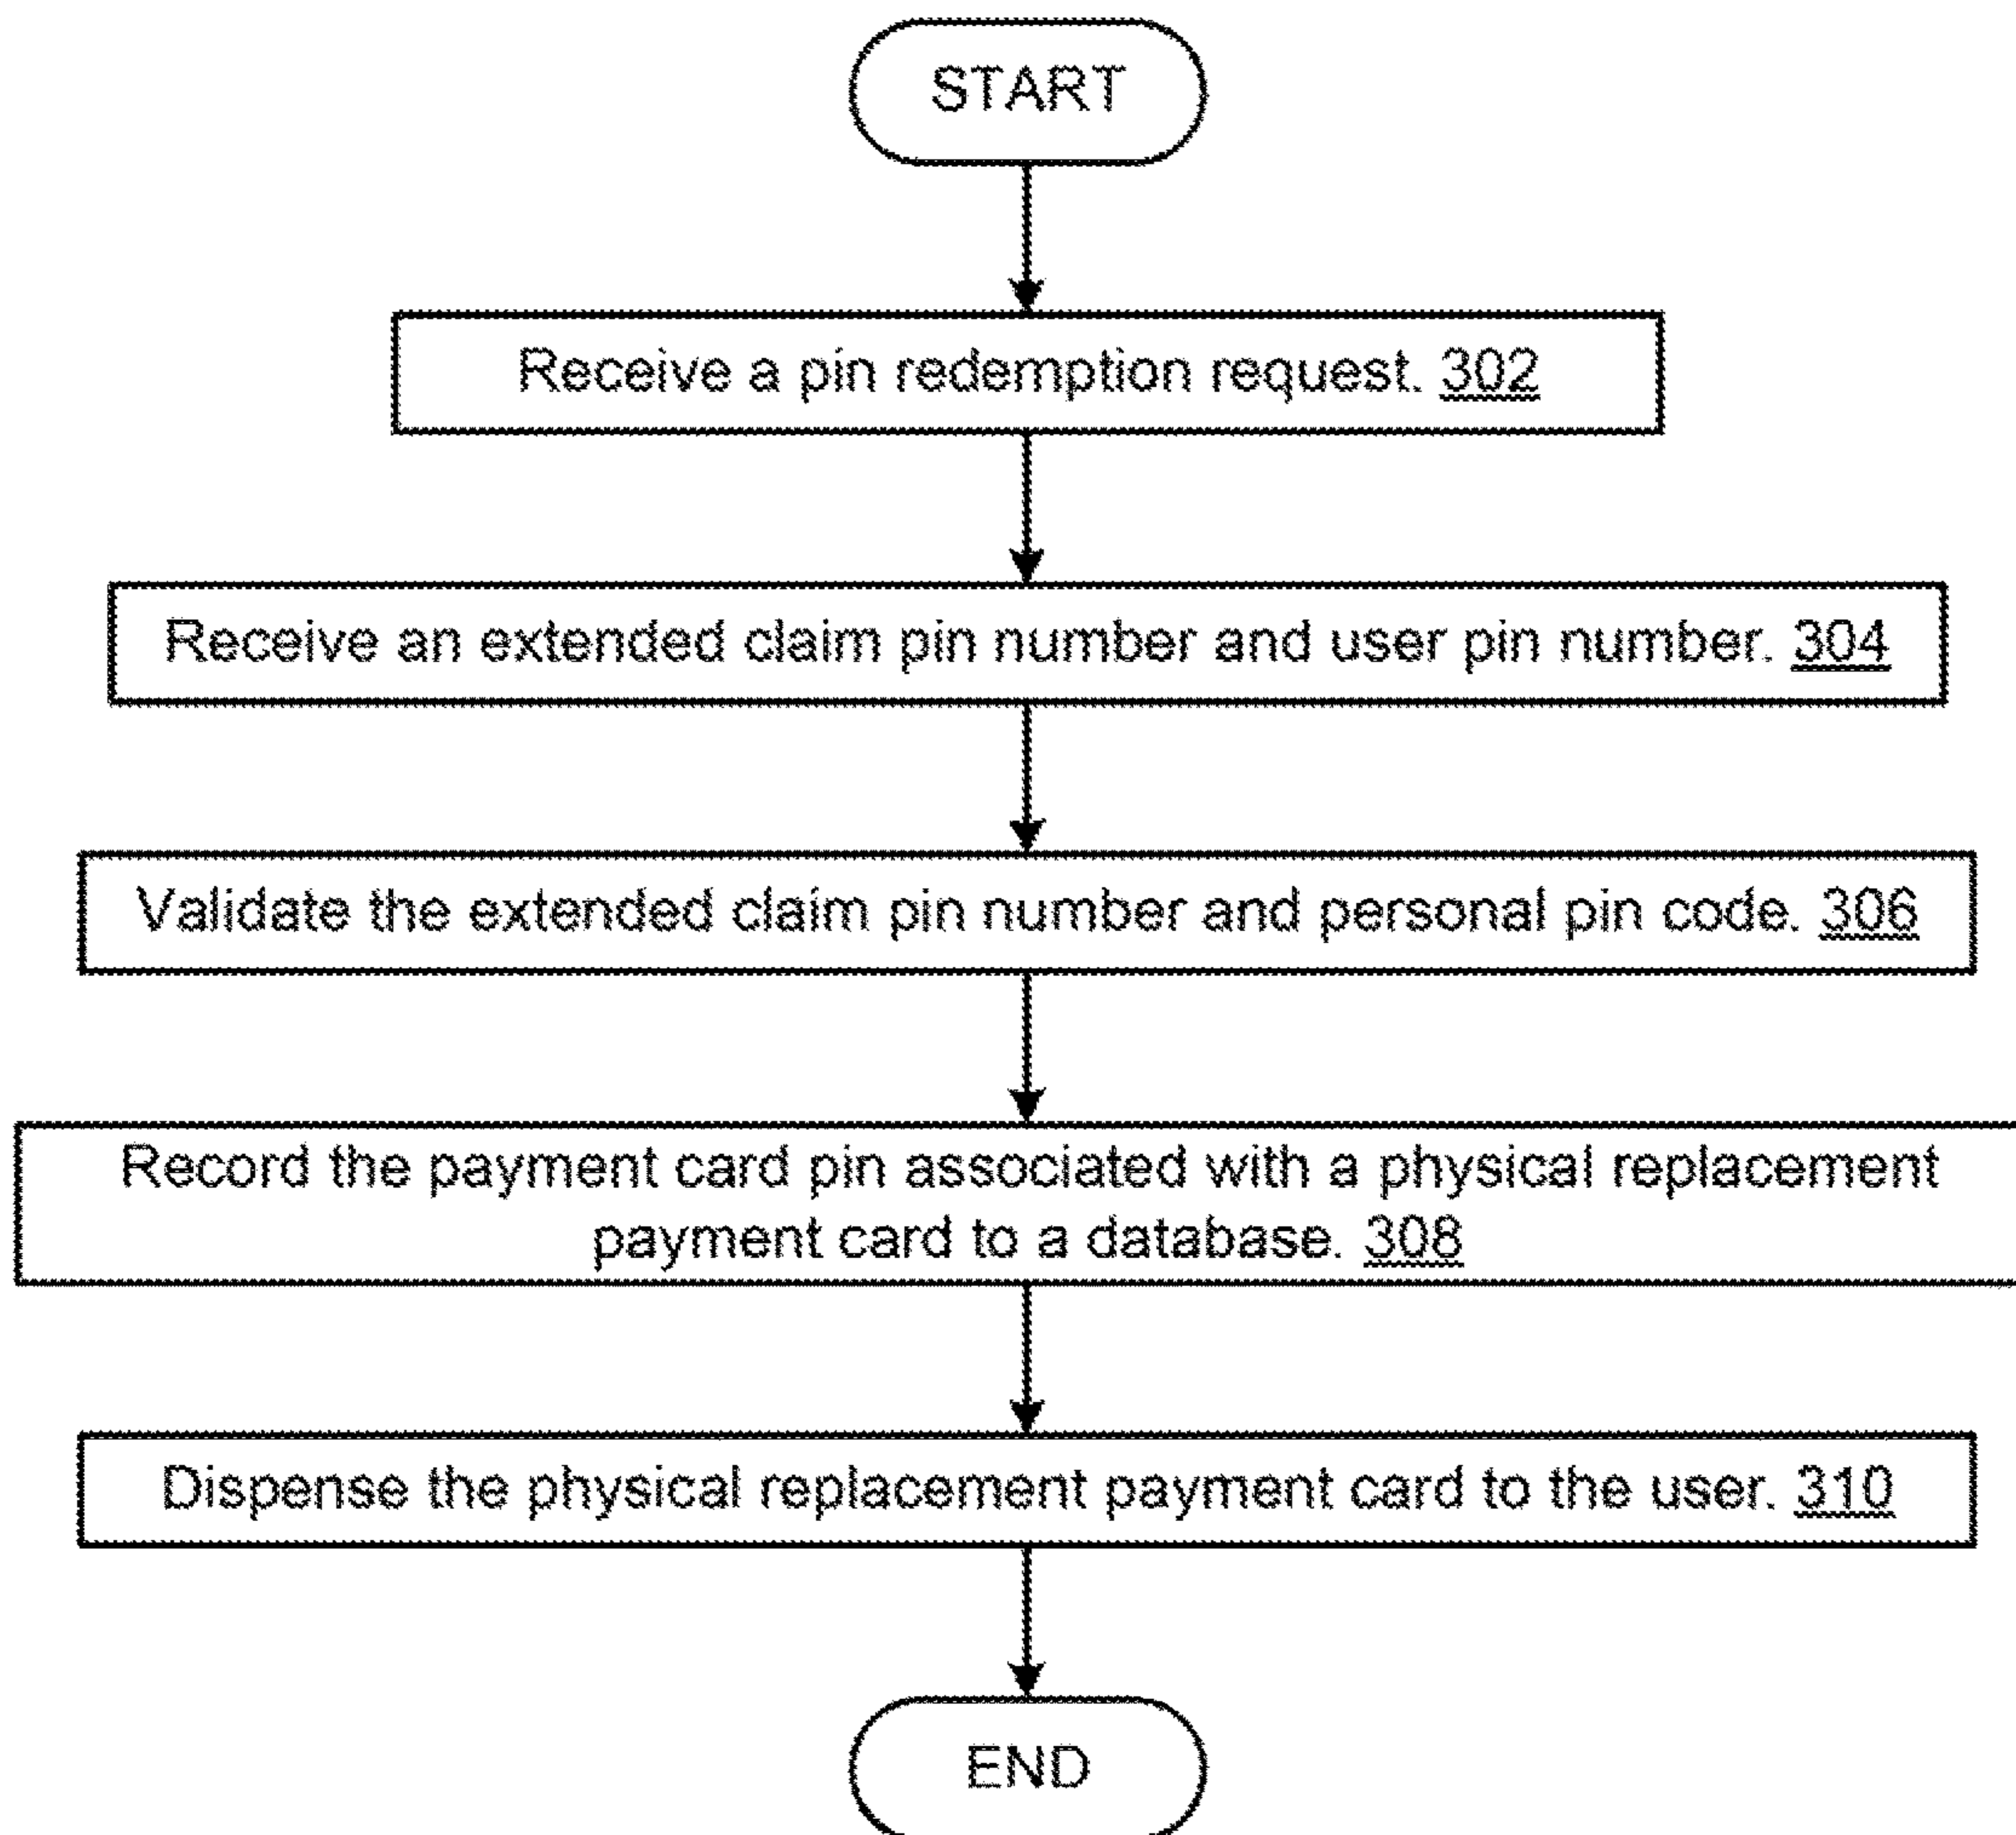 START
Receive a pin redemption request. 302
Receive an extended claim pin number and user pin number. 304
Validate the extended claim pin number and personal pin code. 306
Record the payment card pin associated with a physical replacement
payment card to a database. 308
Dispense the physical replacement payment card to the user. 310
END